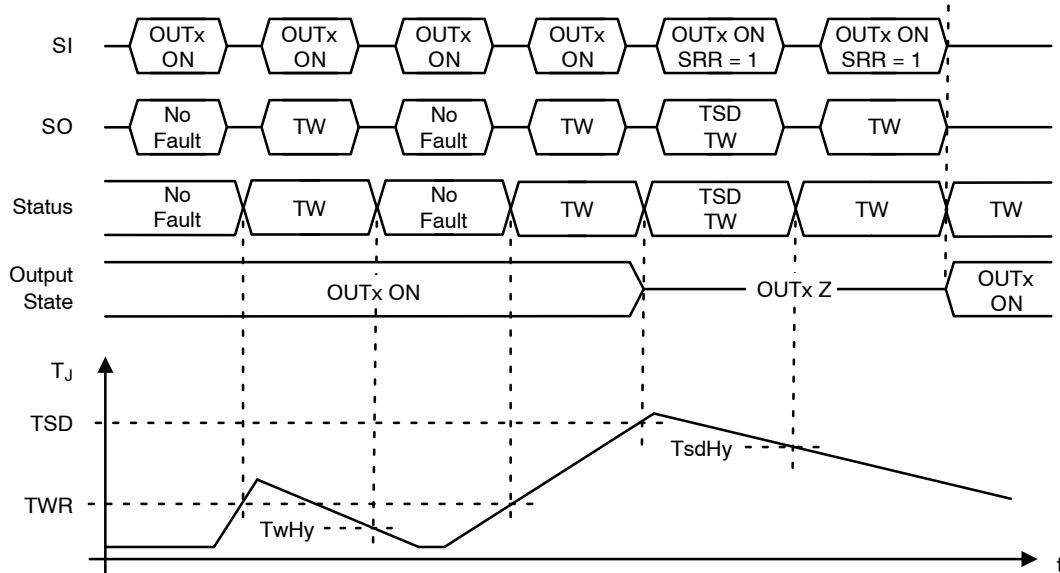 SI
OUTx
ON
OUTx
ON
OUTx
ON
OUTx
ON
OUTx ON
SRR = 1
OUTx ON
SRR = 1
SO
No
Fault
TW
No
Fault
TW
TSD
TW
TW
Status
No
Fault
TW
No
Fault
TW
TSD
TW
TW
TW
Output
State
OUTx ON
OUTx Z
OUTx
ON
TJ
TSD
TsdHy
TWR
TwHy
t